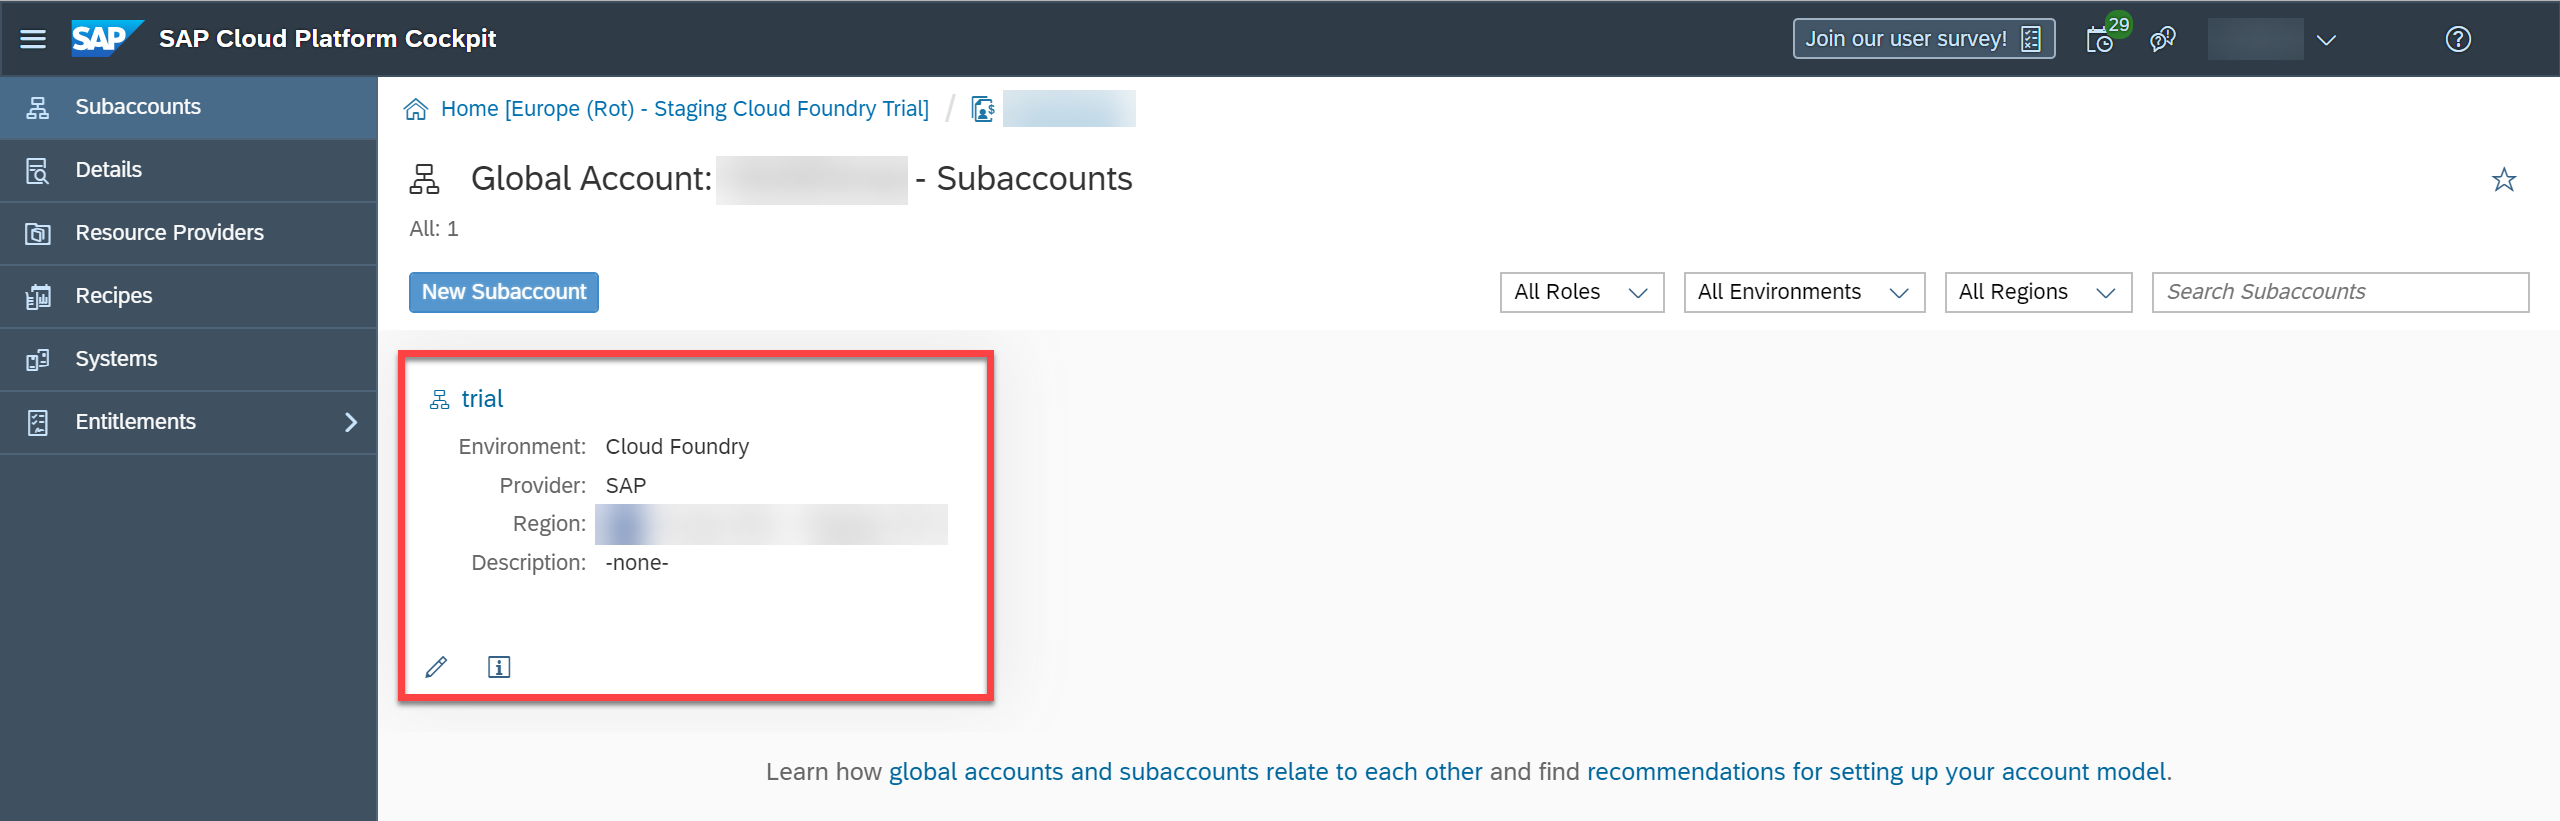 SAP SAP Cloud Platform Cockpit Join our user survey! 29
Subaccounts
Details
Resource Providers
Recipes
Systems
Entitlements
Home [Europe (Rot) - Staging Cloud Foundry Trial] /
Global Account: - Subaccounts
All: 1
New Subaccount All Roles All Environments All Regions Search Subaccounts
trial
Environment: Cloud Foundry
Provider: SAP
Region:
Description: -none-
Learn how global accounts and subaccounts relate to each other and find recommendations for setting up your account model.